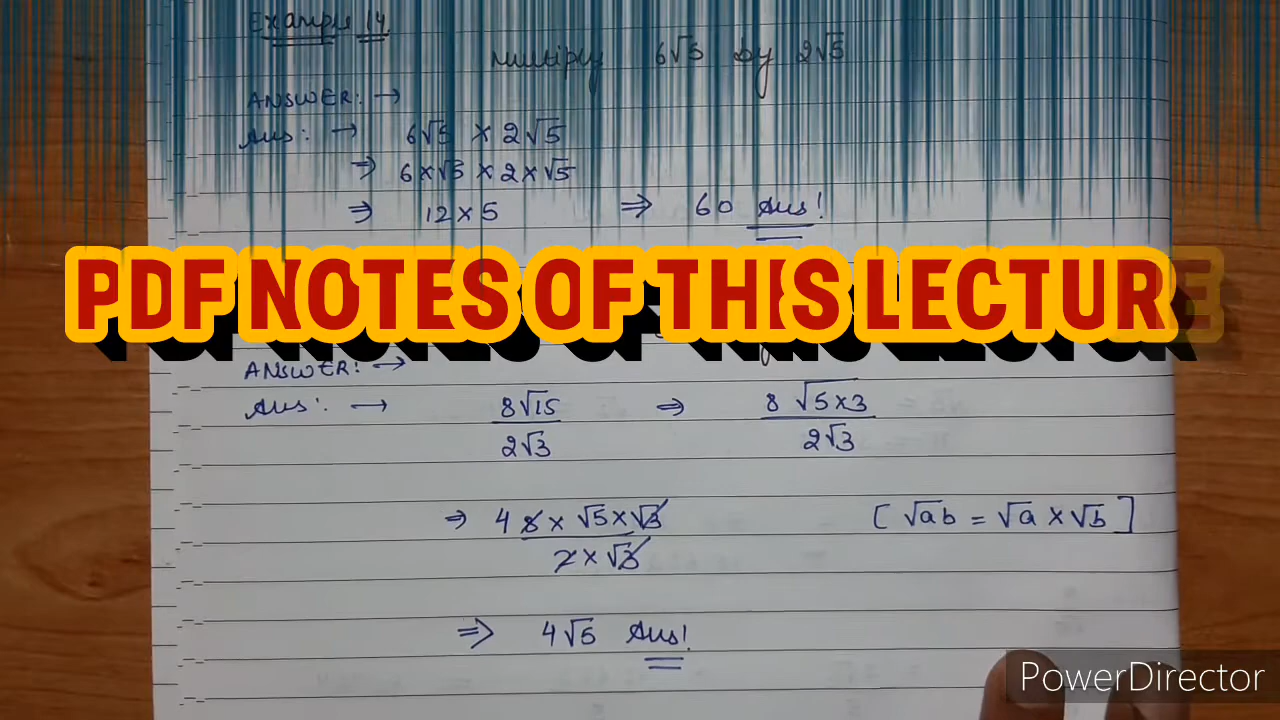 Example 14
Multiply 6√5 by 2√5
ANSWER: →
Ans: → 6√5 × 2√5
⇒ 6×√5 × 2×√5
⇒ 12×5 ⇒ 60 Ans!
PDF NOTES OF THIS LECTURE
ANSWER: →
Ans: → 8√15 / 2√3 ⇒ 8 √5×3 / 2√3
⇒ 4 8 × √5×√3 / 2 × √3 [√ab = √a × √b]
⇒ 4√5 Ans!
PowerDirector